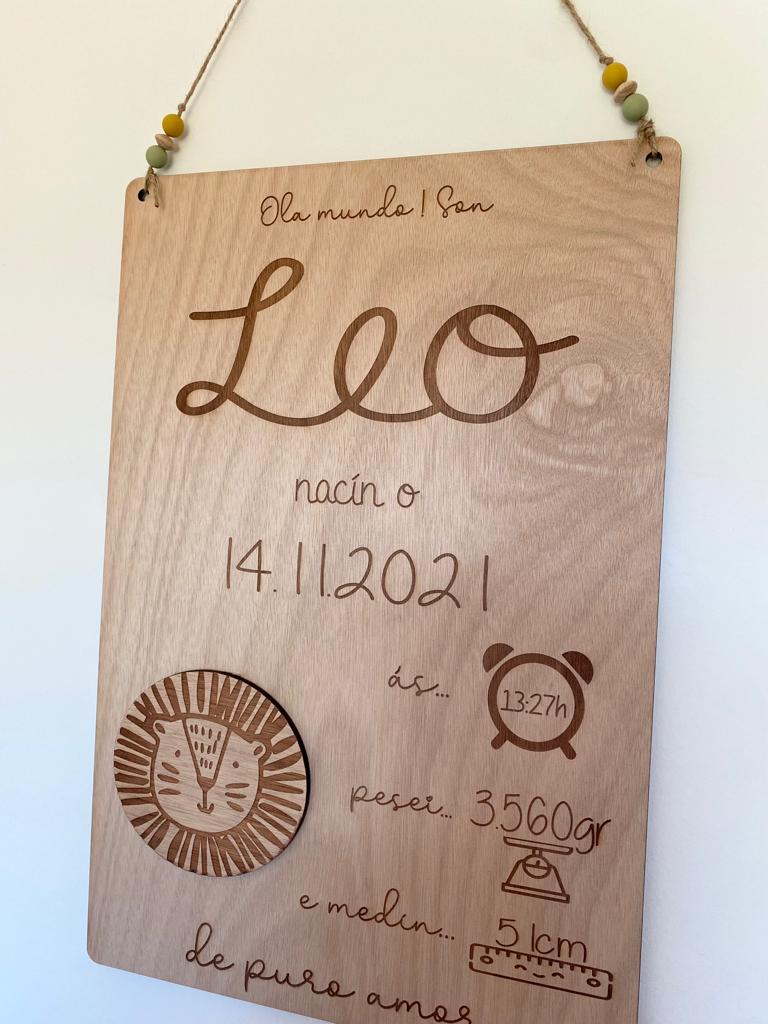 Ola mundo! Son
Leo
nacín o
14.11.2021
ás... 13:27h
pesei... 3.560gr
e medín... 51cm
de puro amor